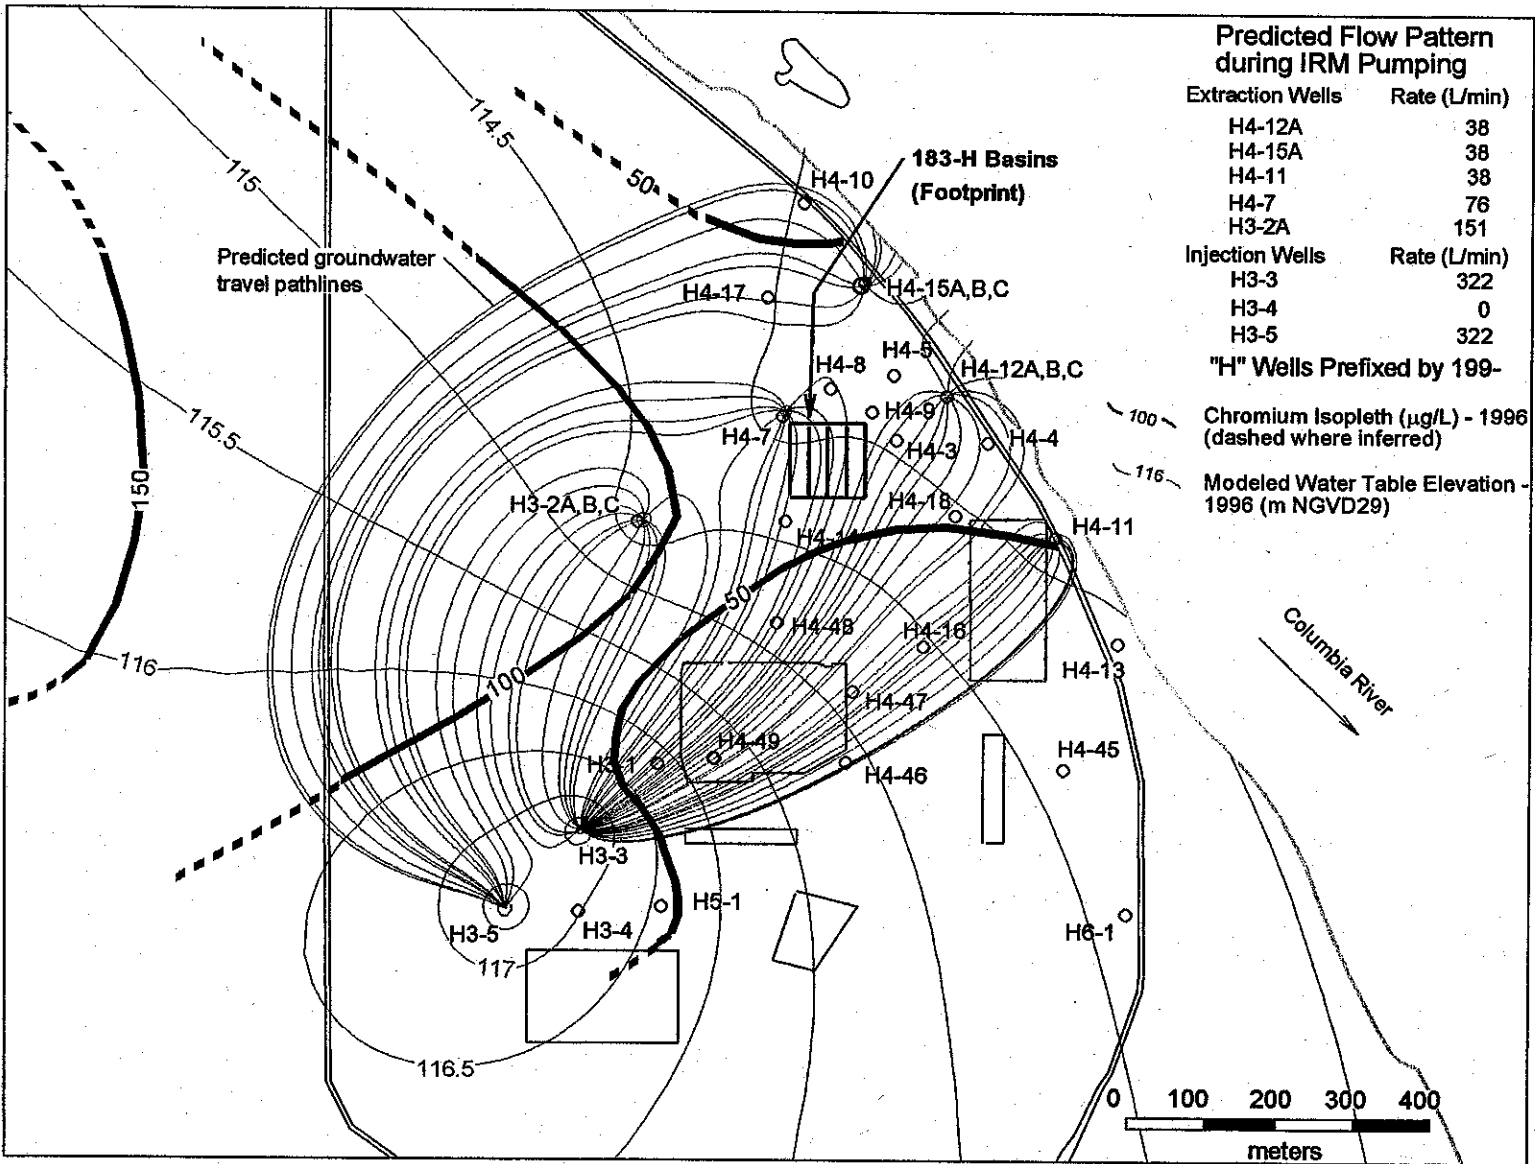 Predicted Flow Pattern
during IRM Pumping
Extraction Wells Rate (L/min)
H4-12A 38
H4-15A 38
H4-11 38
H4-7 76
H3-2A 151
Injection Wells Rate (L/min)
H3-3 322
H3-4 0
H3-5 322
"H" Wells Prefixed by 199-
100 Chromium Isopleth (µg/L) - 1996
(dashed where inferred)
116 Modeled Water Table Elevation -
1996 (m NGVD29)
114.5
115
50
183-H Basins
(Footprint)
H4-10
Predicted groundwater
travel pathlines
H4-17
H4-15A,B,C
H4-5
H4-8
H4-12A,B,C
H4-9
115.5
H4-7
H4-3
H4-4
150
H3-2A,B,C
H4-18
H4-11
H4-14
50
H4-48
H4-16
Columbia River
116
H4-13
100
H4-47
H4-49
H3-1
H4-46
H4-45
H3-3
H5-1
H3-5
H3-4
H6-1
117
116.5
0 100 200 300 400
meters